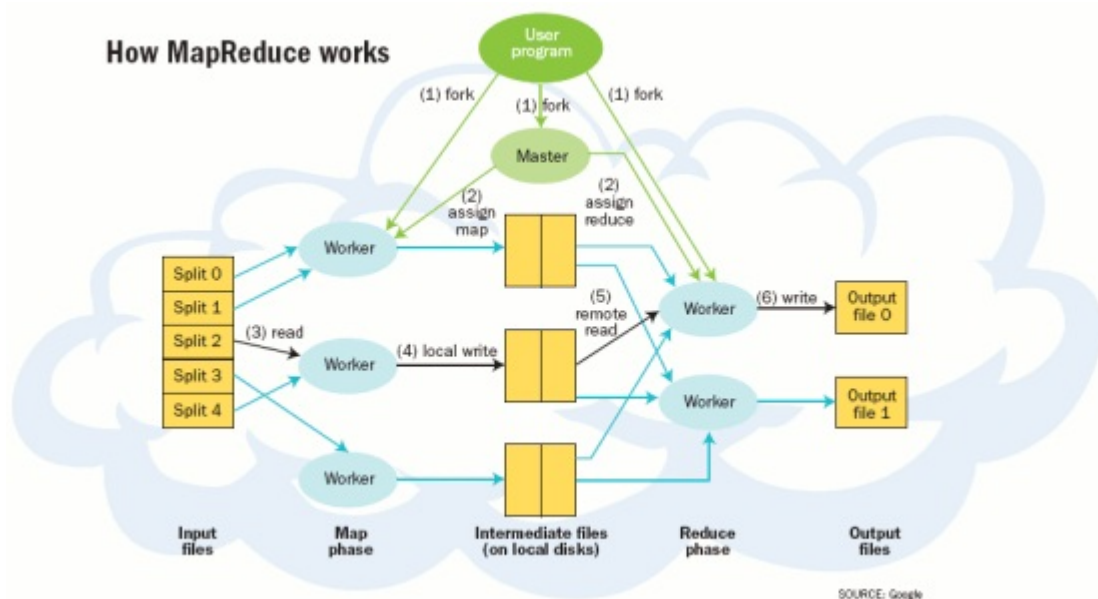 How MapReduce works
User
program
(1) fork
(1) fork
(1) fork
Master
(2)
assign
map
(2)
assign
reduce
Worker
Split 0
Split 1
Split 2
Split 3
Split 4
(3) read
Worker
(4) local write
(5)
remote
read
Worker
(6) write
Output
file 0
Worker
Output
file 1
Worker
Input
files
Map
phase
Intermediate files
(on local disks)
Reduce
phase
Output
files
SOURCE: Google